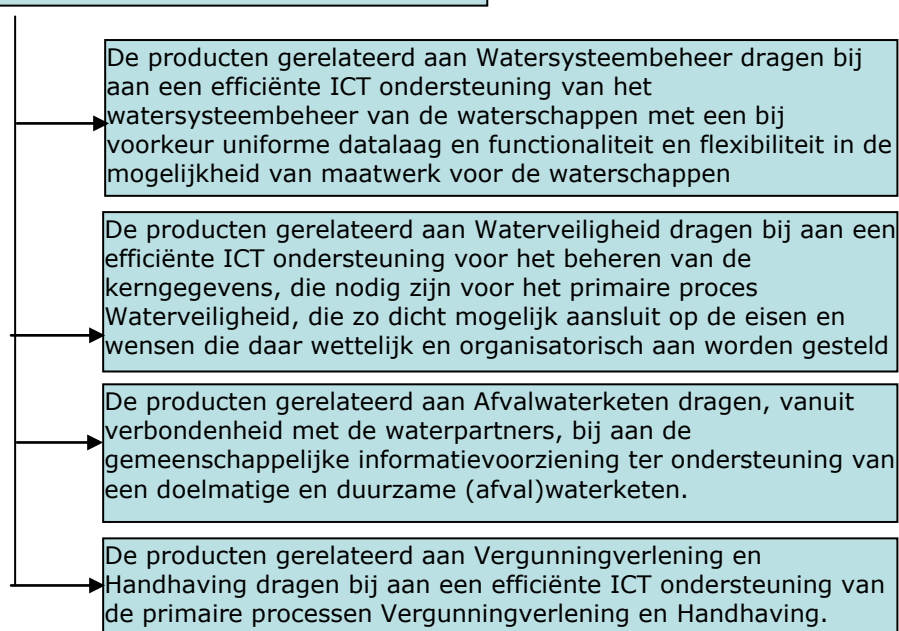 De producten gerelateerd aan Watersysteembeheer dragen bij
aan een efficiënte ICT ondersteuning van het
watersysteembeheer van de waterschappen met een bij
voorkeur uniforme datalaag en functionaliteit en flexibiliteit in de
mogelijkheid van maatwerk voor de waterschappen
De producten gerelateerd aan Waterveiligheid dragen bij aan een
efficiënte ICT ondersteuning voor het beheren van de
kerngegevens, die nodig zijn voor het primaire proces
Waterveiligheid, die zo dicht mogelijk aansluit op de eisen en
wensen die daar wettelijk en organisatorisch aan worden gesteld
De producten gerelateerd aan Afvalwaterketen dragen, vanuit
verbondenheid met de waterpartners, bij aan de
gemeenschappelijke informatievoorziening ter ondersteuning van
een doelmatige en duurzame (afval)waterketen.
De producten gerelateerd aan Vergunningverlening en
Handhaving dragen bij aan een efficiënte ICT ondersteuning van
de primaire processen Vergunningverlening en Handhaving.